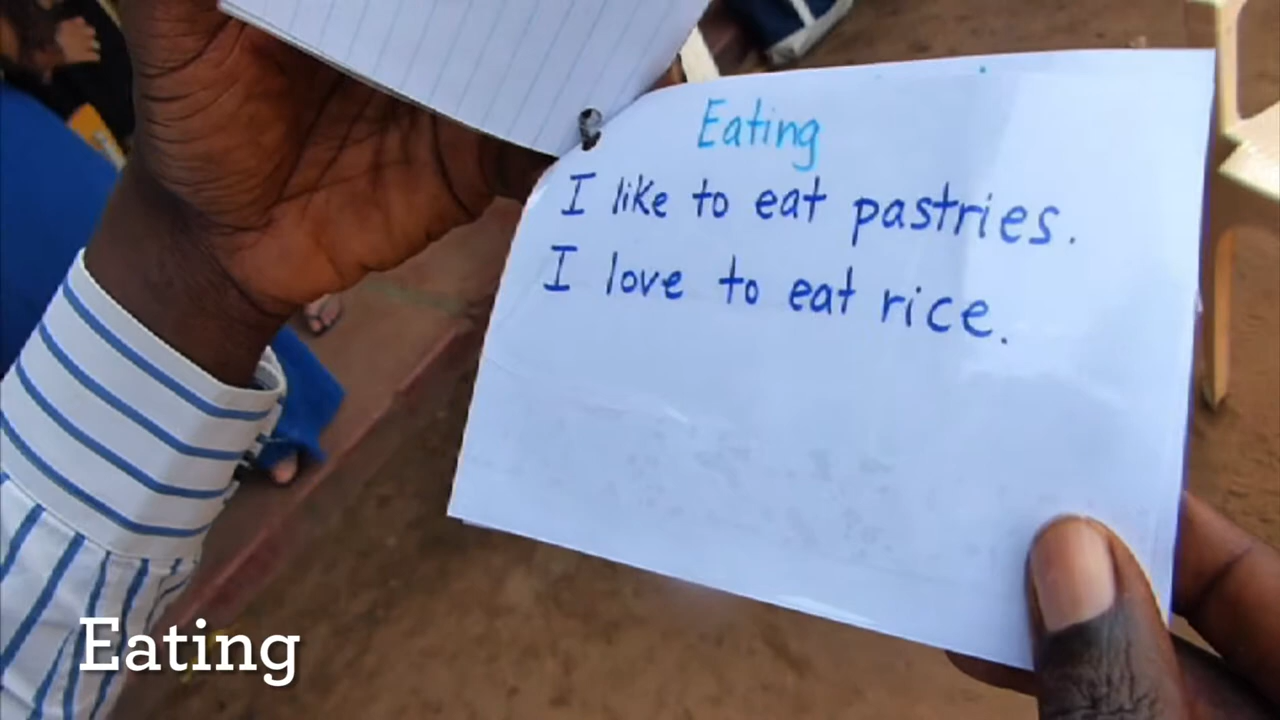 Eating
I like to eat pastries.
I love to eat rice.
Eating